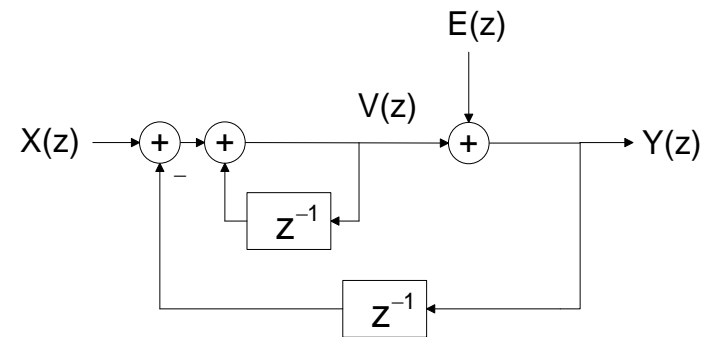 E(z)
V(z)
X(z) + + + Y(z)
−
z⁻¹
z⁻¹